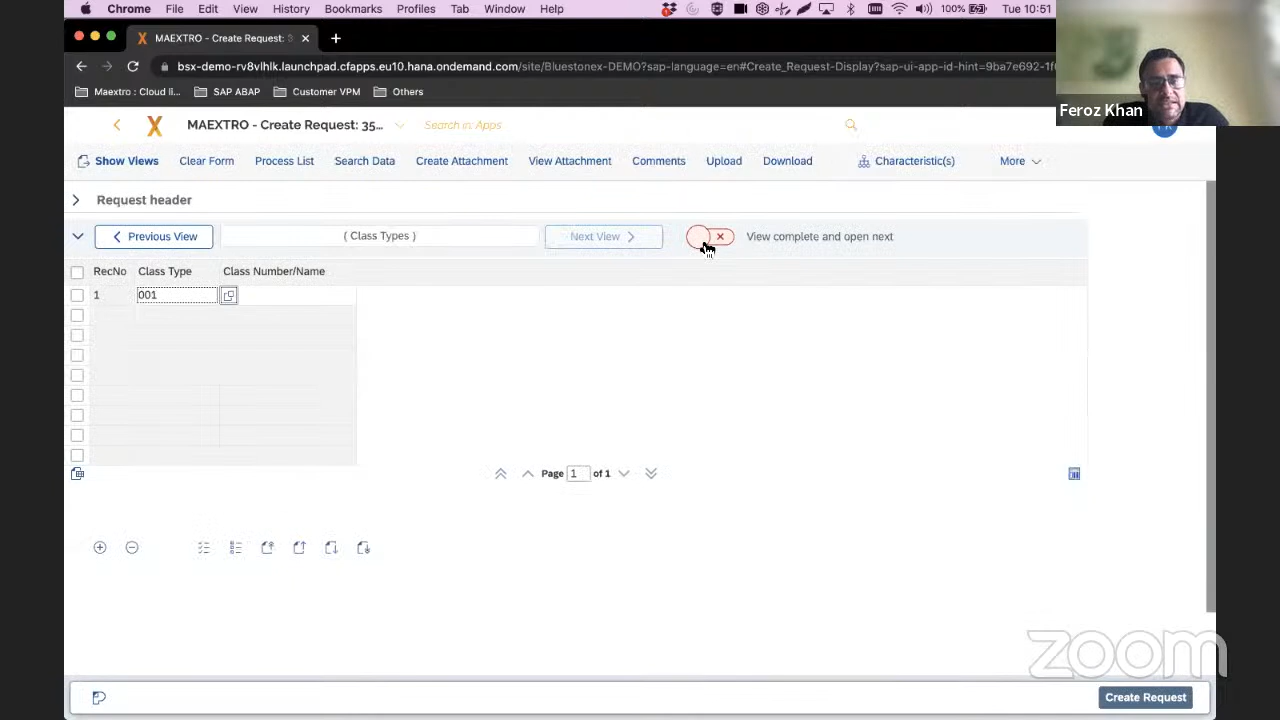 Chrome File Edit View History Bookmarks Profiles Tab Window Help 100% Tue 10:51
MAEXTRO - Create Request: 3
bsx-demo-rv8vlhlk.launchpad.cfapps.eu10.hana.ondemand.com/site/Bluestonex-DEMO?sap-language=en#Create_Request-Display?sap-ui-app-id-hint=9ba7e692-1f
Maextro : Cloud li... SAP ABAP Customer VPM Others
Feroz Khan
MAEXTRO - Create Request: 35... Search in: Apps
Show Views Clear Form Process List Search Data Create Attachment View Attachment Comments Upload Download Characteristic(s) More
Request header
Previous View ( Class Types ) Next View View complete and open next
RecNo Class Type Class Number/Name
1 001
Page 1 of 1
zoom
Create Request